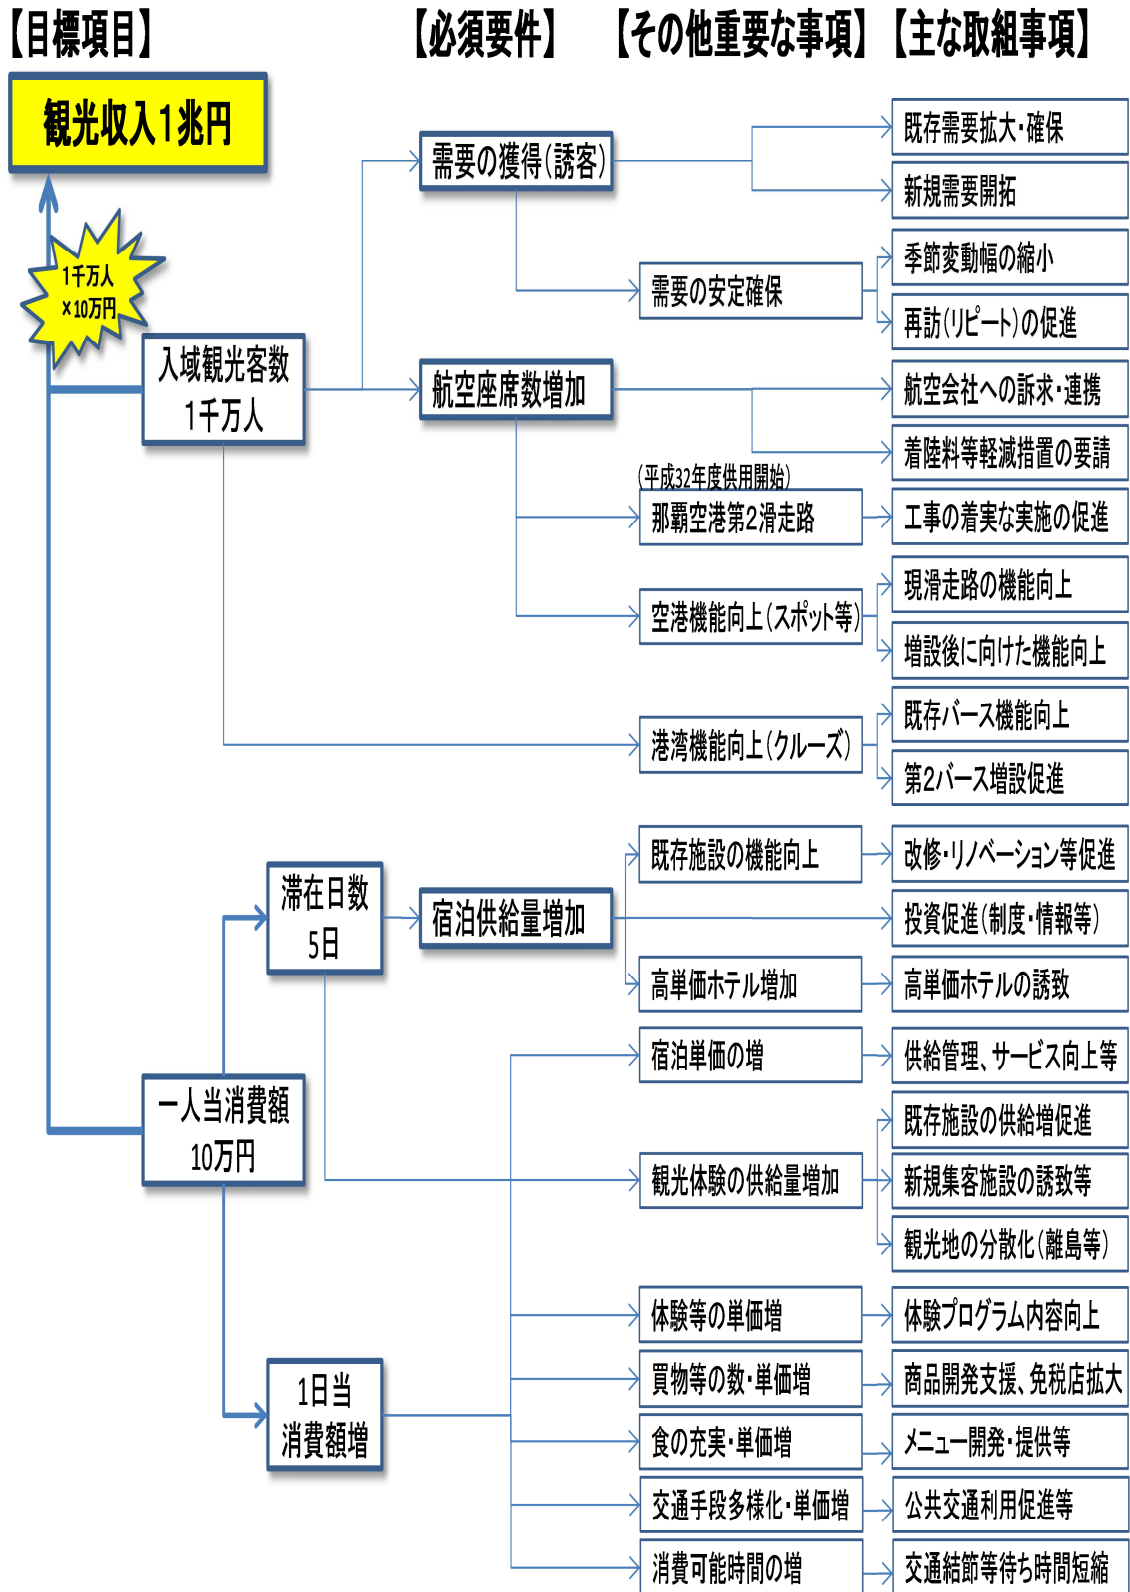 【目標項目】
【必須要件】
【その他重要な事項】
【主な取組事項】
観光収入１兆円
1千万人
×10万円
入域観光客数
1千万人
一人当消費額
10万円
滞在日数
5日
1日当
消費額増
需要の獲得（誘客）
航空座席数増加
宿泊供給量増加
需要の安定確保
（平成32年度供用開始）
那覇空港第２滑走路
空港機能向上（スポット等）
港湾機能向上（クルーズ）
既存施設の機能向上
高単価ホテル増加
宿泊単価の増
観光体験の供給量増加
体験等の単価増
買物等の数・単価増
食の充実・単価増
交通手段多様化・単価増
消費可能時間の増
既存需要拡大・確保
新規需要開拓
季節変動幅の縮小
再訪（リピート）の促進
航空会社への訴求・連携
着陸料等軽減措置の要請
工事の着実な実施の促進
現滑走路の機能向上
増設後に向けた機能向上
既存バース機能向上
第２バース増設促進
改修・リノベーション等促進
投資促進（制度・情報等）
高単価ホテルの誘致
供給管理、サービス向上等
既存施設の供給増促進
新規集客施設の誘致等
観光地の分散化（離島等）
体験プログラム内容向上
商品開発支援、免税店拡大
メニュー開発・提供等
公共交通利用促進等
交通結節等待ち時間短縮